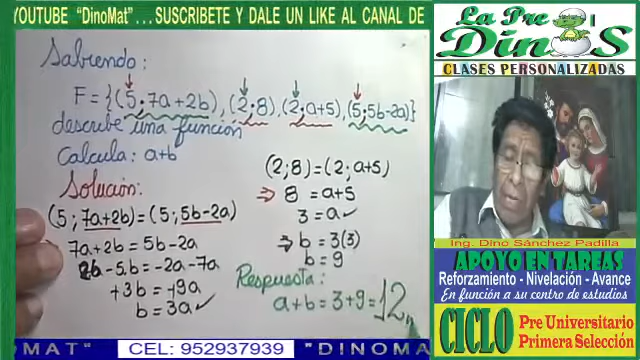 YOUTUBE "DinoMat"... SUSCRIBETE Y DALE UN LIKE AL CANAL DE
Sabiendo:
F = {(5; 7a+2b), (2; 8), (2; a+5), (5; 5b-2a)}
describe una función
Calcula: a+b
Solución:
(5; 7a+2b) = (5; 5b-2a)
7a+2b = 5b-2a
2b-5b = -2a-7a
+3b = +9a
b = 3a
(2;8) = (2; a+5)
⇒ 8 = a+5
3 = a
⇒ b = 3(3)
b = 9
Respuesta:
a+b = 3+9 = 12
La Pre
DinoS
CLASES PERSONALIZADAS
Ing. Dino Sánchez Padilla
APOYO EN TAREAS
Reforzamiento - Nivelación - Avance
En función a su centro de estudios
CICLO Pre Universitario
Primera Selección
OMAT" CEL: 952937939 "DINOMA